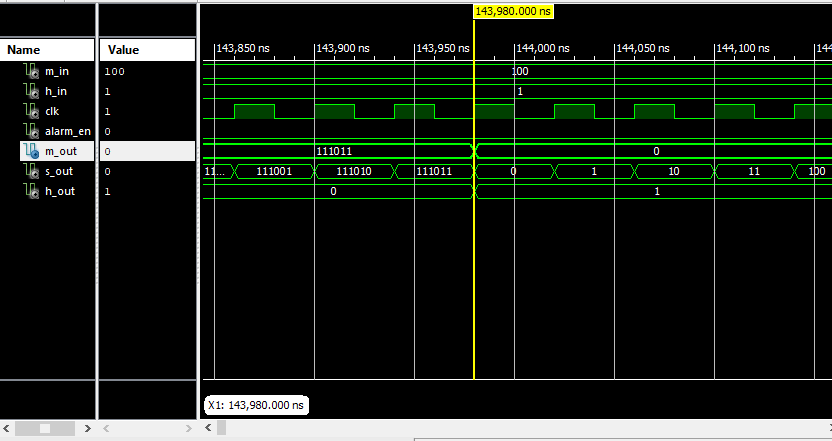 143,980.000 ns
143,850 ns 143,900 ns 143,950 ns 144,000 ns 144,050 ns 144,100 ns 144
Name Value
m_in 100 100
h_in 1 1
clk 1
alarm_en 0
m_out 0 111011 0
s_out 0 11... 111001 111010 111011 0 1 10 11 100
h_out 1 0 1
X1: 143,980.000 ns